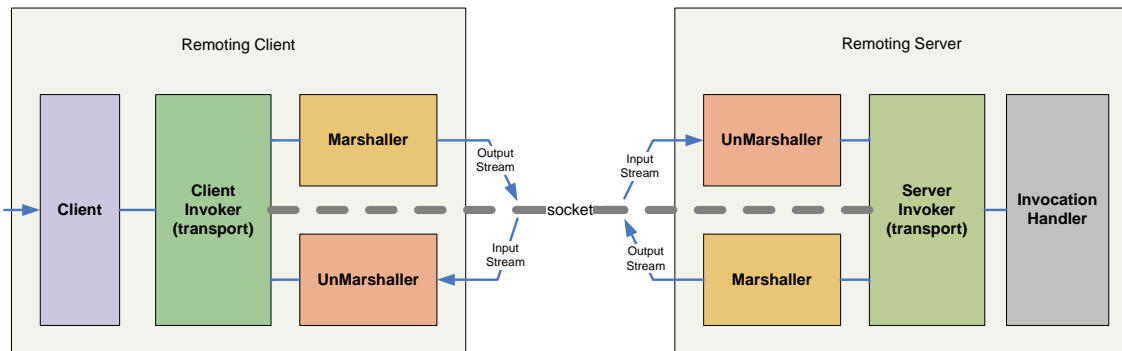 Remoting Client
Remoting Server
Client
Client
Invoker
(transport)
Marshaller
UnMarshaller
Output
Stream
Input
Stream
socket
Input
Stream
Output
Stream
UnMarshaller
Marshaller
Server
Invoker
(transport)
Invocation
Handler